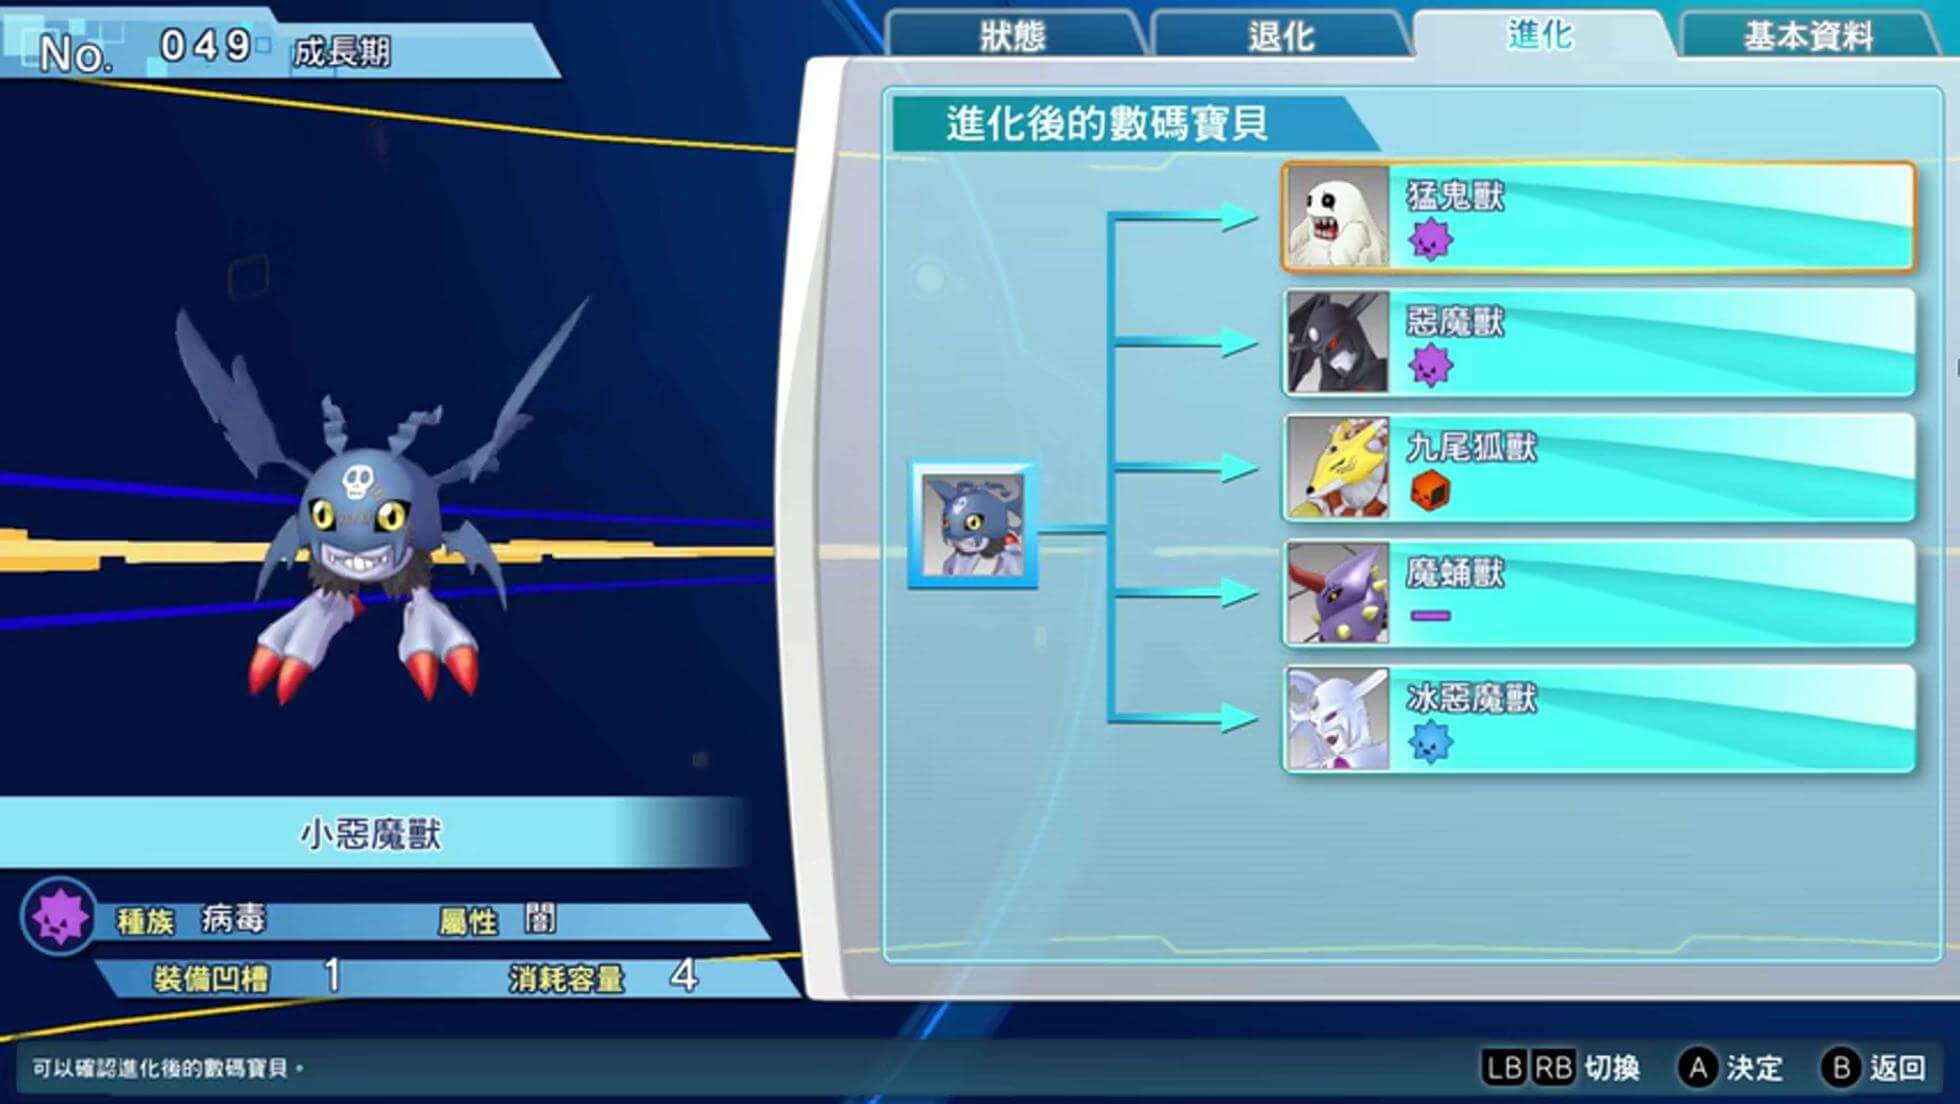 No. 049 成長期
狀態 退化 進化 基本資料
進化後的數碼寶貝
猛鬼獸
惡魔獸
九尾狐獸
魔蛹獸
冰惡魔獸
小惡魔獸
種族 病毒 屬性 闇
裝備凹槽 1 消耗容量 4
可以確認進化後的數碼寶貝。
LB RB 切換 A 決定 B 返回